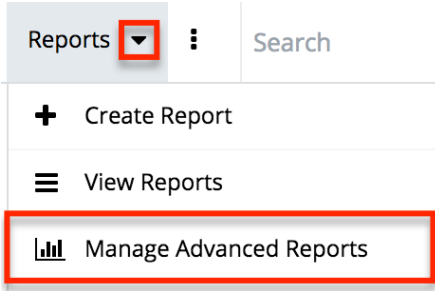 Reports
Search
Create Report
View Reports
Manage Advanced Reports